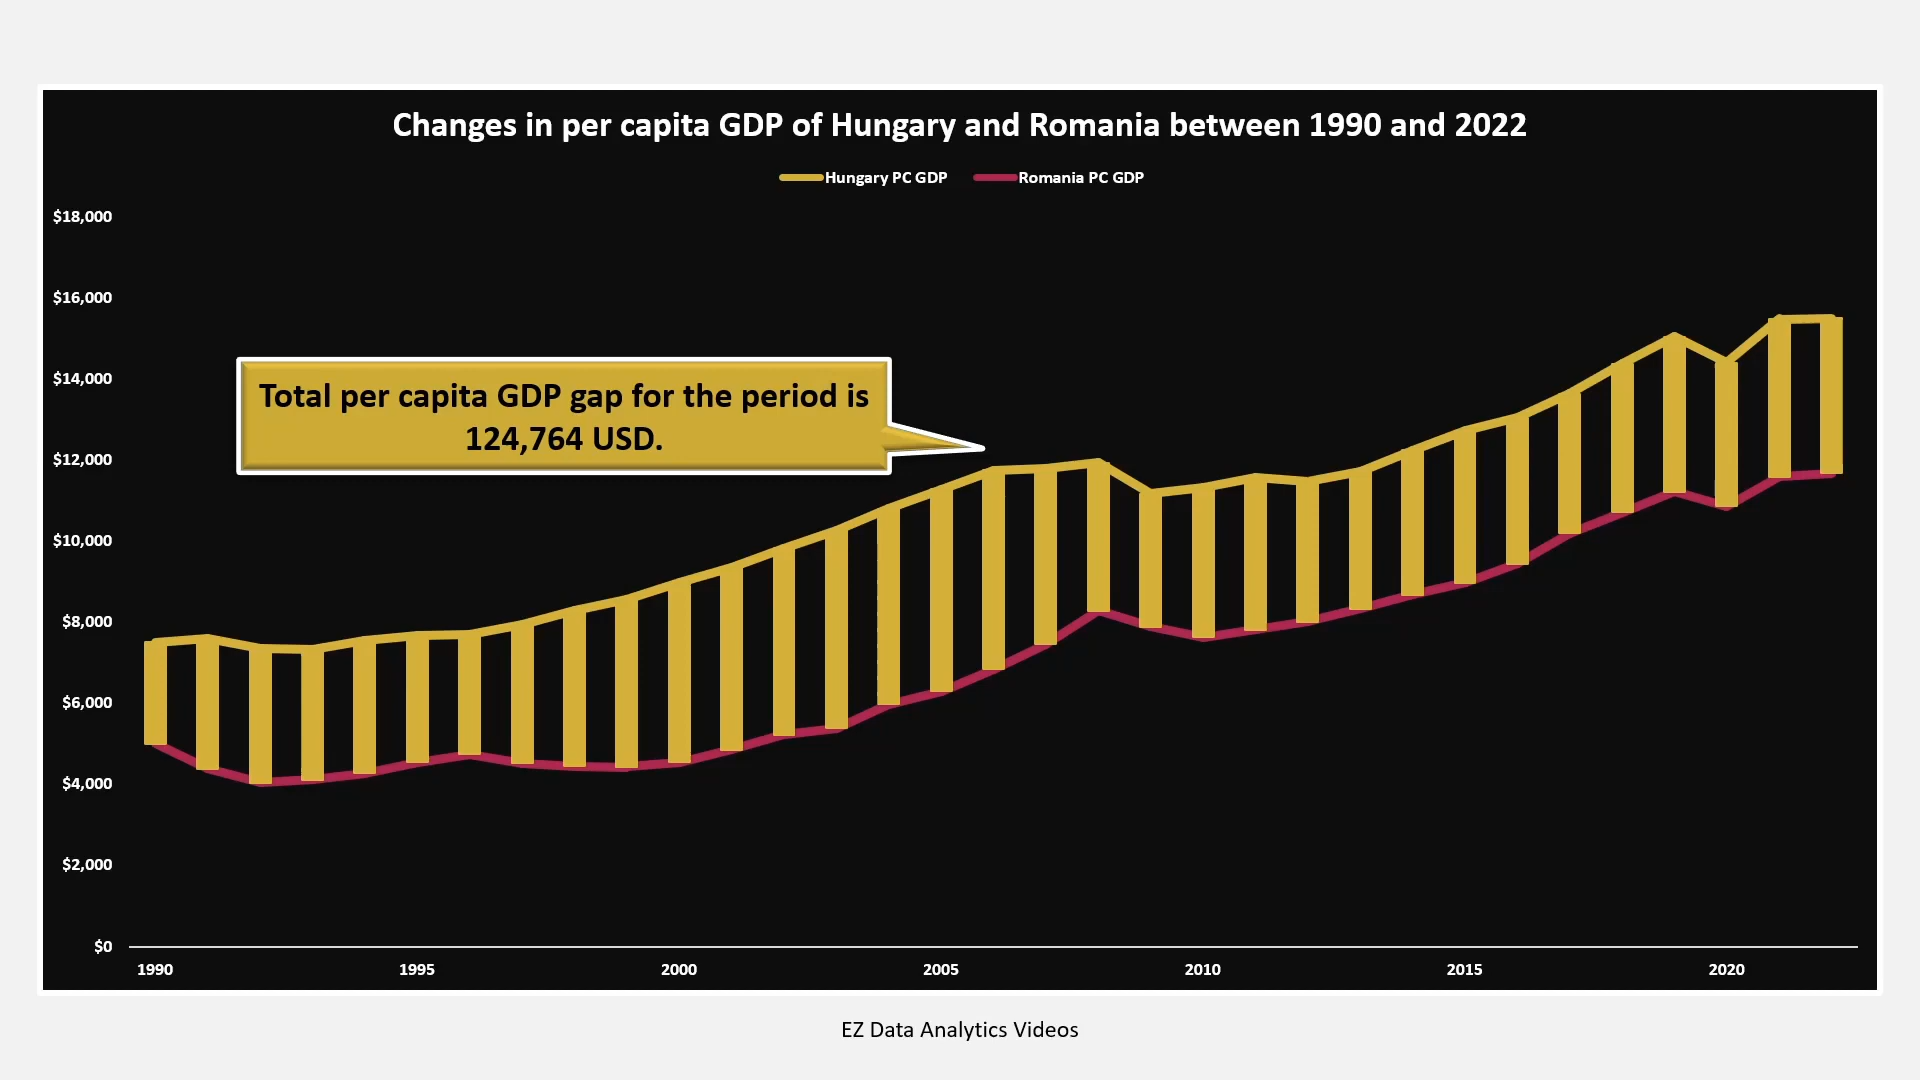 Changes in per capita GDP of Hungary and Romania between 1990 and 2022
Hungary PC GDP Romania PC GDP
$18,000
$16,000
$14,000
Total per capita GDP gap for the period is
124,764 USD.
$12,000
$10,000
$8,000
$6,000
$4,000
$2,000
$0
1990 1995 2000 2005 2010 2015 2020
EZ Data Analytics Videos